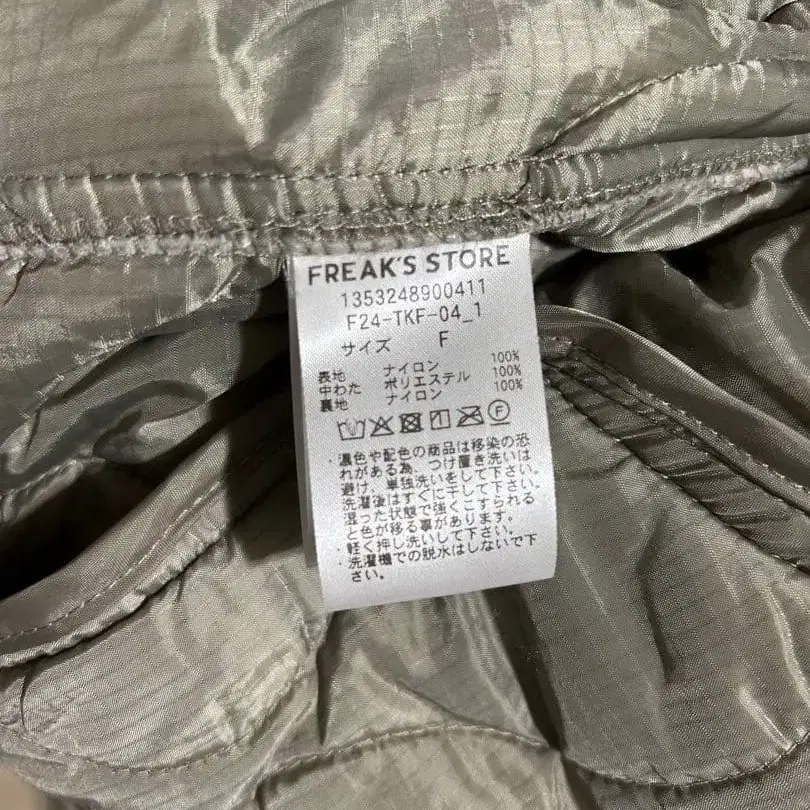 FREAK'S STORE
1353248900411
F24-TKF-04_1
サイズ F
表地 ナイロン 100%
中わた ポリエステル 100%
裏地 ナイロン 100%
F
・濃色や配色の商品は移染の恐
れがある為、つけ置き洗いは
避け、単独洗いをして下さい。
洗濯後はすぐに干して下さい。
湿った状態で強くこすられる
と色が移る事があります。
軽く押し洗いして下さい。
・洗濯機での脱水はしないで下
さい。